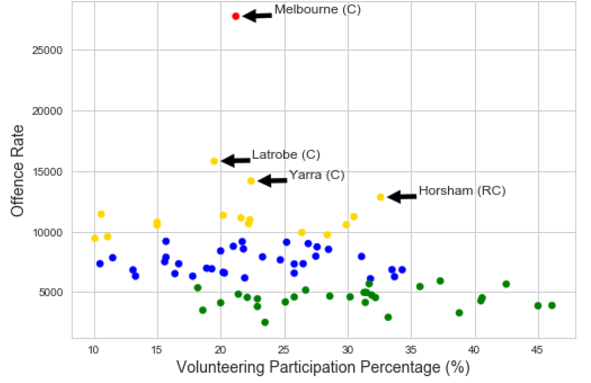 Melbourne (C)
25000
20000
Latrobe (C)
15000
Yarra (C)
Horsham (RC)
10000
5000
Offence Rate
10 15 20 25 30 35 40 45
Volunteering Participation Percentage (%)